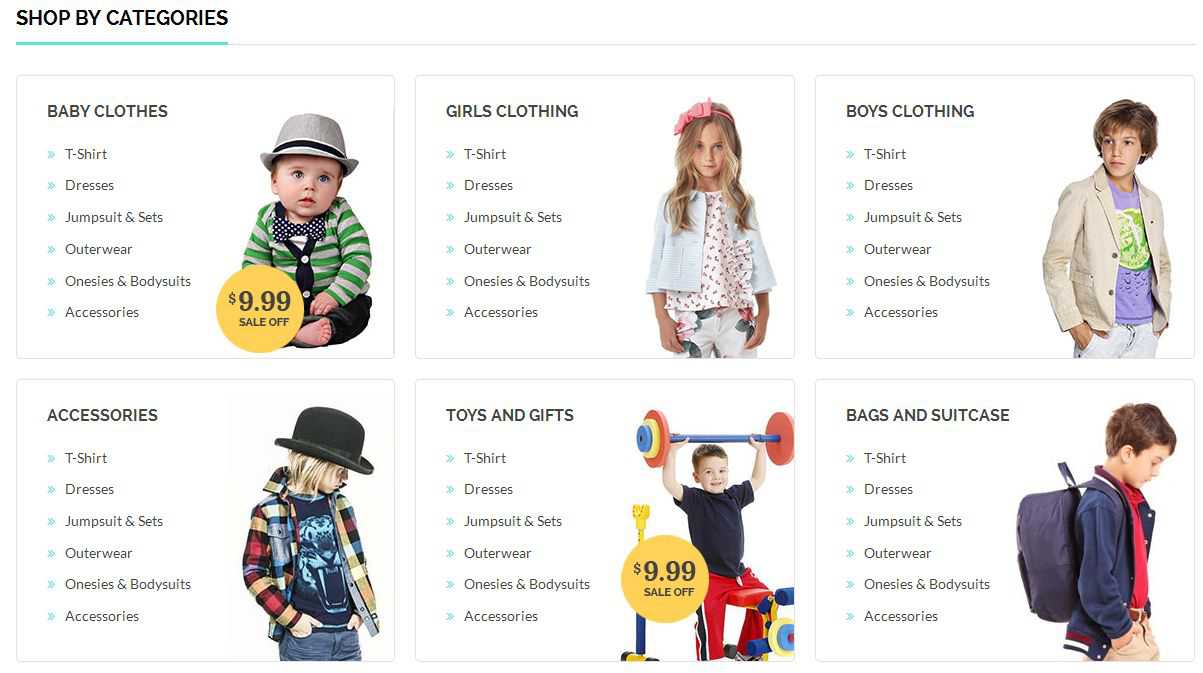 SHOP BY CATEGORIES
BABY CLOTHES
T-Shirt
Dresses
Jumpsuit & Sets
Outerwear
Onesies & Bodysuits
Accessories
$9.99
SALE OFF
GIRLS CLOTHING
T-Shirt
Dresses
Jumpsuit & Sets
Outerwear
Onesies & Bodysuits
Accessories
BOYS CLOTHING
T-Shirt
Dresses
Jumpsuit & Sets
Outerwear
Onesies & Bodysuits
Accessories
ACCESSORIES
T-Shirt
Dresses
Jumpsuit & Sets
Outerwear
Onesies & Bodysuits
Accessories
TOYS AND GIFTS
T-Shirt
Dresses
Jumpsuit & Sets
Outerwear
Onesies & Bodysuits
Accessories
$9.99
SALE OFF
BAGS AND SUITCASE
T-Shirt
Dresses
Jumpsuit & Sets
Outerwear
Onesies & Bodysuits
Accessories